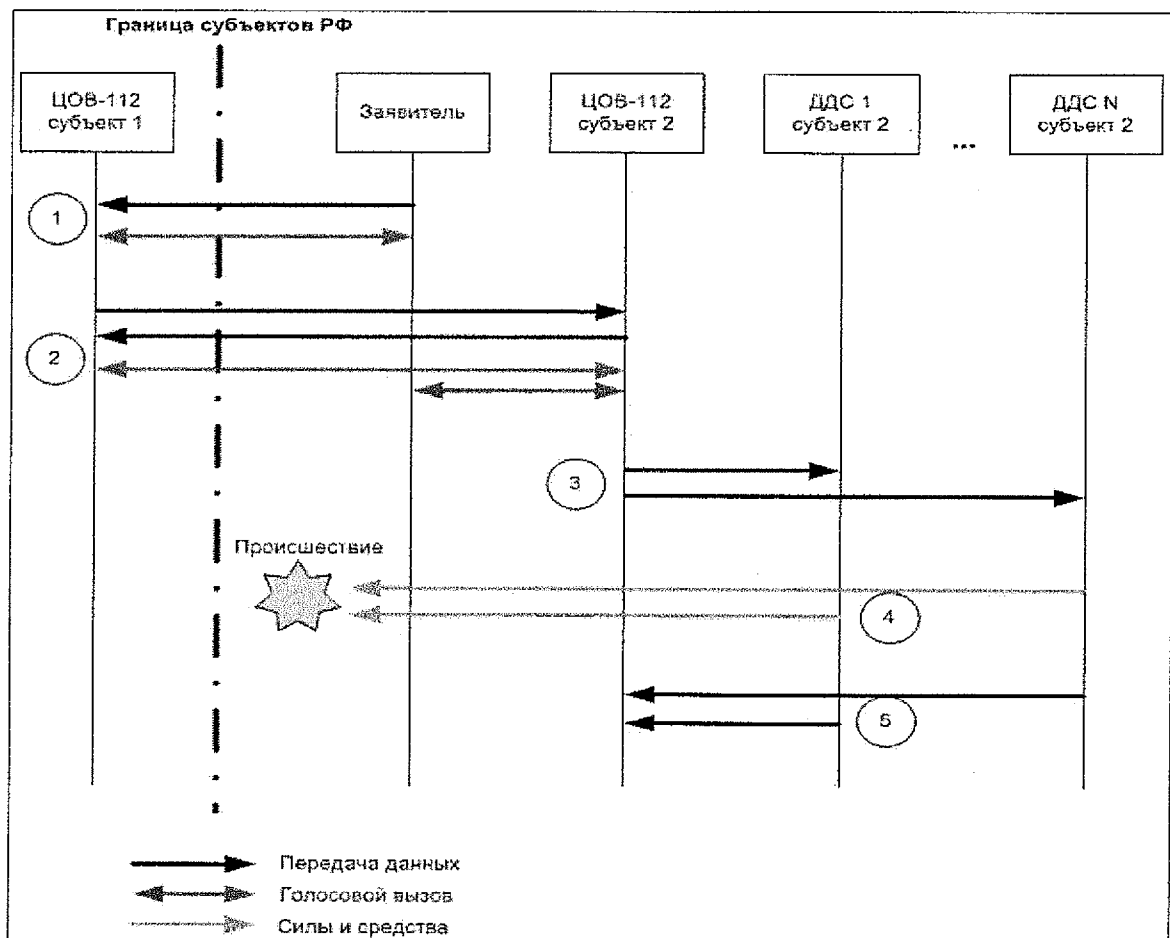 Граница субъектов РФ
ЦОВ-112
субъект 1
Заявитель
ЦОВ-112
субъект 2
ДДС 1
субъект 2
...
ДДС N
субъект 2
1
2
3
Происшествие
4
5
Передача данных
Голосовой вызов
Силы и средства